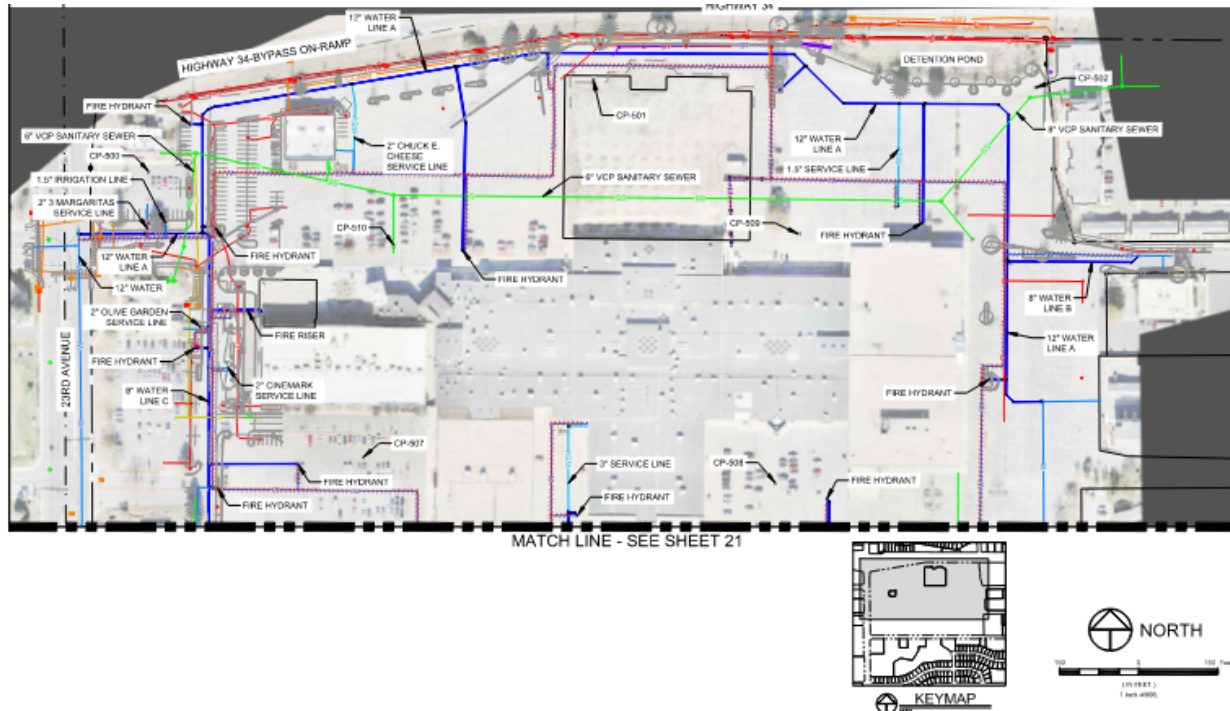 HIGHWAY 34
12" WATER
LINE A
HIGHWAY 34-BYPASS ON-RAMP
DETENTION POND
CP-502
FIRE HYDRANT
CP-501
6" VCP SANITARY SEWER
12" WATER
LINE A
8" VCP SANITARY SEWER
CP-500
2" CHUCK E.
CHEESE
SERVICE LINE
1.5" SERVICE LINE
1.5" IRRIGATION LINE
6" VCP SANITARY SEWER
2" 3 MARGARITAS
SERVICE LINE
CP-510
CP-509
FIRE HYDRANT
12" WATER
LINE A
FIRE HYDRANT
FIRE HYDRANT
12" WATER
8" WATER
LINE B
2" OLIVE GARDEN
SERVICE LINE
FIRE RISER
12" WATER
LINE A
23RD AVENUE
FIRE HYDRANT
8" WATER
LINE C
2" CINEMARK
SERVICE LINE
FIRE HYDRANT
CP-507
3" SERVICE LINE
CP-508
FIRE HYDRANT
FIRE HYDRANT
FIRE HYDRANT
FIRE HYDRANT
MATCH LINE - SEE SHEET 21
NORTH
KEYMAP
150 0 150
( IN FEET )